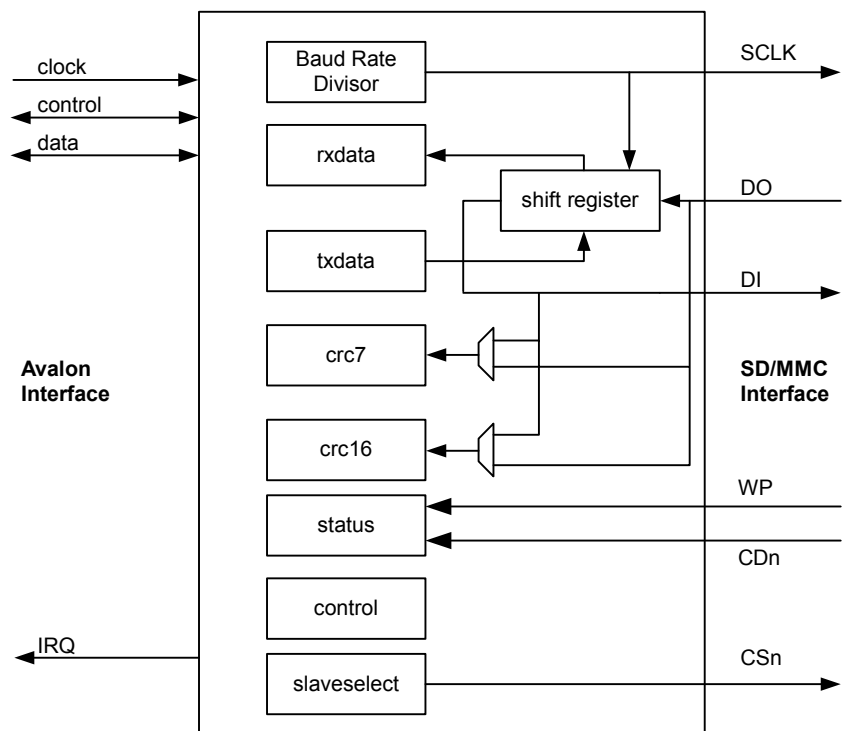 clock
control
data
Avalon
Interface
IRQ
Baud Rate
Divisor
rxdata
shift register
txdata
crc7
crc16
status
control
slaveselect
SCLK
DO
DI
SD/MMC
Interface
WP
CDn
CSn